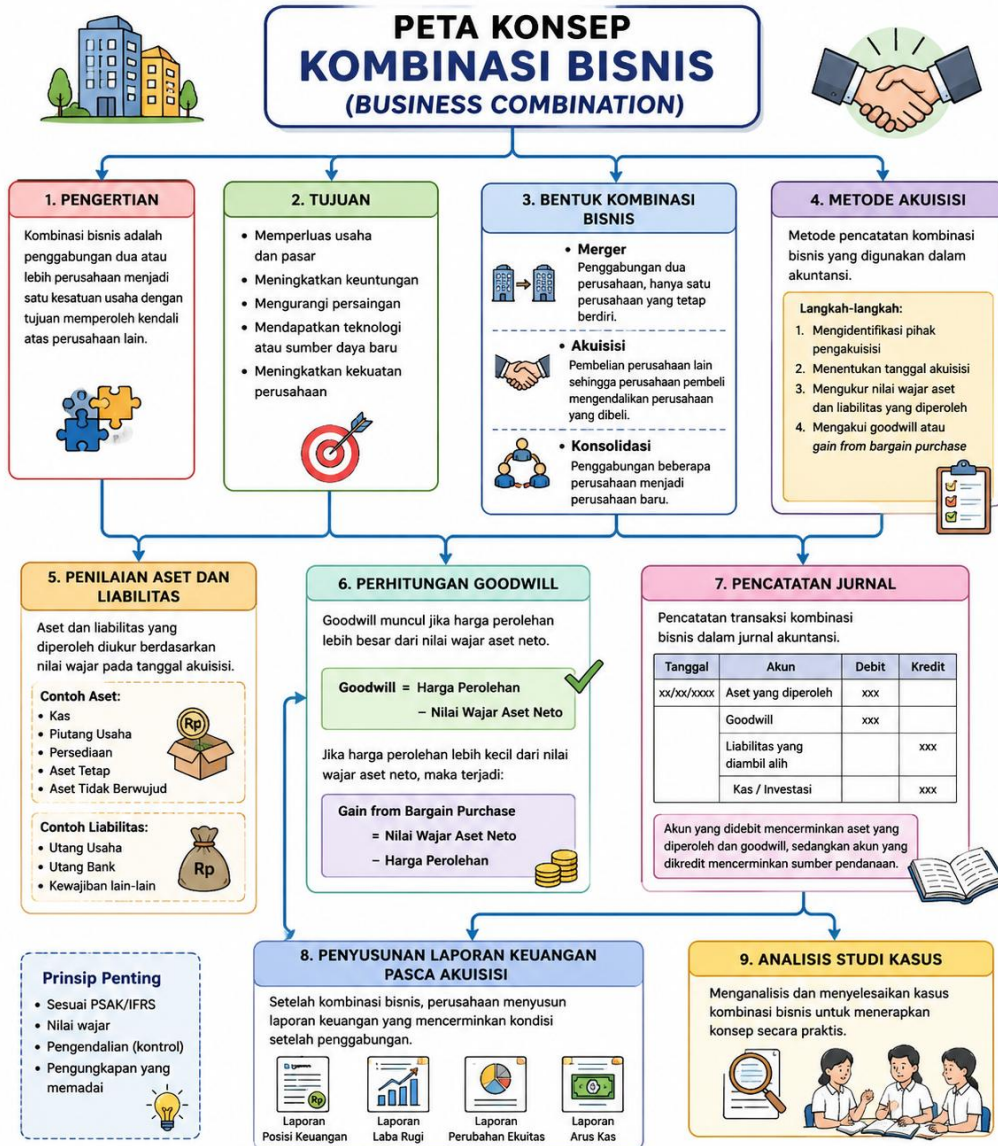 PETA KONSEP
KOMBINASI BISNIS
(BUSINESS COMBINATION)
1. PENGERTIAN
Kombinasi bisnis adalah
penggabungan dua atau
lebih perusahaan menjadi
satu kesatuan usaha dengan
tujuan memperoleh kendali
atas perusahaan lain.
2. TUJUAN
• Memperluas usaha
dan pasar
• Meningkatkan keuntungan
• Mengurangi persaingan
• Mendapatkan teknologi
atau sumber daya baru
• Meningkatkan kekuatan
perusahaan
3. BENTUK KOMBINASI
BISNIS
• Merger
Penggabungan dua
perusahaan, hanya satu
perusahaan yang tetap
berdiri.
• Akuisisi
Pembelian perusahaan lain
sehingga perusahaan pembeli
mengendalikan perusahaan
yang dibeli.
• Konsolidasi
Penggabungan beberapa
perusahaan menjadi
perusahaan baru.
4. METODE AKUISISI
Metode pencatatan kombinasi
bisnis yang digunakan dalam
akuntansi.
Langkah-langkah:
1. Mengidentifikasi pihak
pengakuisisi
2. Menentukan tanggal akuisisi
3. Mengukur nilai wajar aset
dan liabilitas yang diperoleh
4. Mengakui goodwill atau
gain from bargain purchase
5. PENILAIAN ASET DAN
LIABILITAS
Aset dan liabilitas yang
diperoleh diukur berdasarkan
nilai wajar pada tanggal akuisisi.
Contoh Aset:
• Kas
• Piutang Usaha
• Persediaan
• Aset Tetap
• Aset Tidak Berwujud
Rp
Contoh Liabilitas:
• Utang Usaha
• Utang Bank
• Kewajiban lain-lain
Rp
6. PERHITUNGAN GOODWILL
Goodwill muncul jika harga perolehan
lebih besar dari nilai wajar aset neto.
Goodwill = Harga Perolehan
– Nilai Wajar Aset Neto
Jika harga perolehan lebih kecil dari nilai
wajar aset neto, maka terjadi:
Gain from Bargain Purchase
= Nilai Wajar Aset Neto
– Harga Perolehan
7. PENCATATAN JURNAL
Pencatatan transaksi kombinasi
bisnis dalam jurnal akuntansi.
Tanggal Akun Debit Kredit
xx/xx/xxxx Aset yang diperoleh xxx
Goodwill xxx
Liabilitas yang
diambil alih xxx
Kas / Investasi xxx
Akun yang didebit mencerminkan aset yang
diperoleh dan goodwill, sedangkan akun yang
dikredit mencerminkan sumber pendanaan.
Prinsip Penting
• Sesuai PSAK/IFRS
• Nilai wajar
• Pengendalian (kontrol)
• Pengungkapan yang
memadai
8. PENYUSUNAN LAPORAN KEUANGAN
PASCA AKUISISI
Setelah kombinasi bisnis, perusahaan menyusun
laporan keuangan yang mencerminkan kondisi
setelah penggabungan.
Rp
Laporan
Posisi Keuangan
Laporan
Laba Rugi
Laporan
Perubahan Ekuitas
Laporan
Arus Kas
9. ANALISIS STUDI KASUS
Menganalisis dan menyelesaikan kasus
kombinasi bisnis untuk menerapkan
konsep secara praktis.